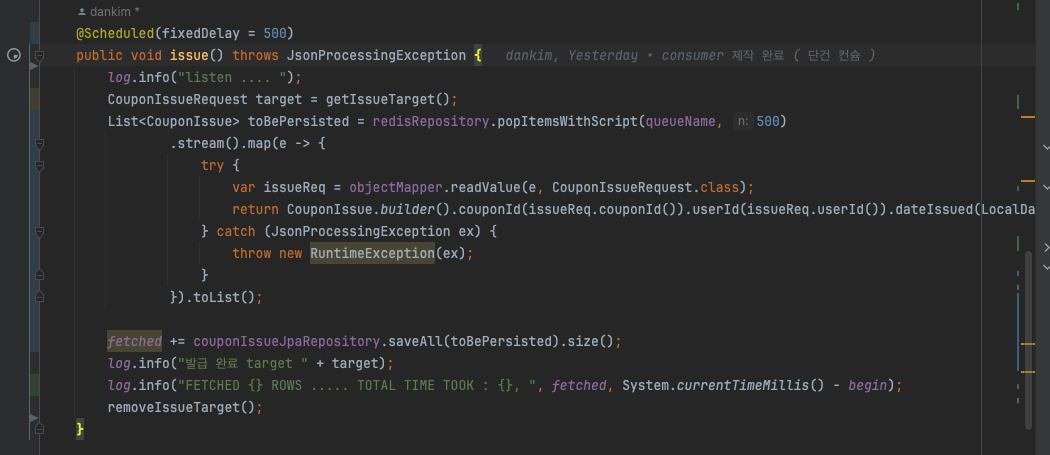 dankim *
@Scheduled(fixedDelay = 500)
public void issue() throws JsonProcessingException { dankim, Yesterday • consumer 제작 완료 ( 단건 컨슘 )
log.info("listen .... ");
CouponIssueRequest target = getIssueTarget();
List<CouponIssue> toBePersisted = redisRepository.popItemsWithScript(queueName, n: 500)
.stream().map(e -> {
try {
var issueReq = objectMapper.readValue(e, CouponIssueRequest.class);
return CouponIssue.builder().couponId(issueReq.couponId()).userId(issueReq.userId()).dateIssued(LocalDa
} catch (JsonProcessingException ex) {
throw new RuntimeException(ex);
}
}).toList();
fetched += couponIssueJpaRepository.saveAll(toBePersisted).size();
log.info("발급 완료 target " + target);
log.info("FETCHED {} ROWS ..... TOTAL TIME TOOK : {}, ", fetched, System.currentTimeMillis() - begin);
removeIssueTarget();
}